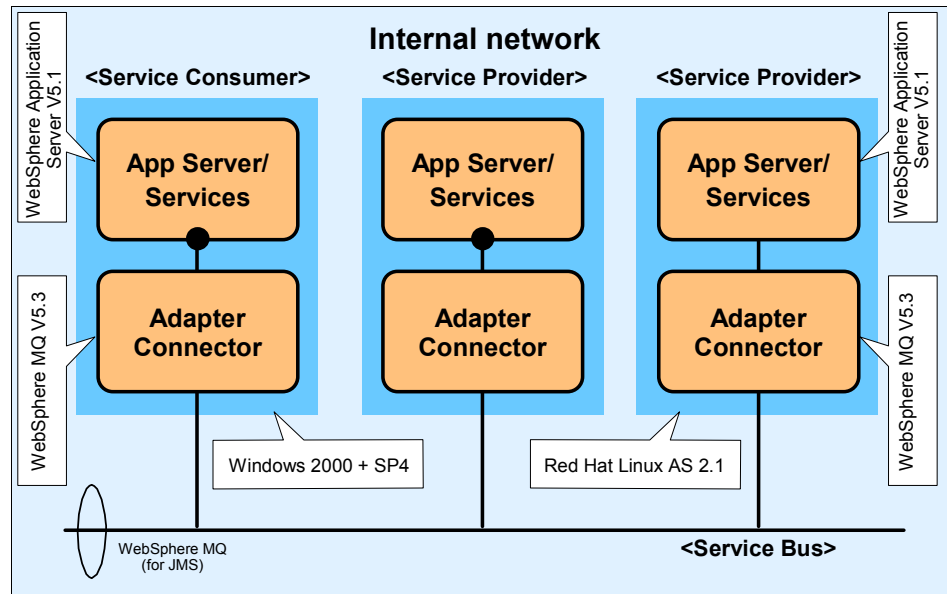 Internal network
<Service Consumer>
<Service Provider>
<Service Provider>
WebSphere Application
Server V5.1
App Server/
Services
App Server/
Services
App Server/
Services
WebSphere Application
Server V5.1
WebSphere MQ V5.3
Adapter
Connector
Adapter
Connector
Adapter
Connector
WebSphere MQ V5.3
Windows 2000 + SP4
Red Hat Linux AS 2.1
WebSphere MQ
(for JMS)
<Service Bus>